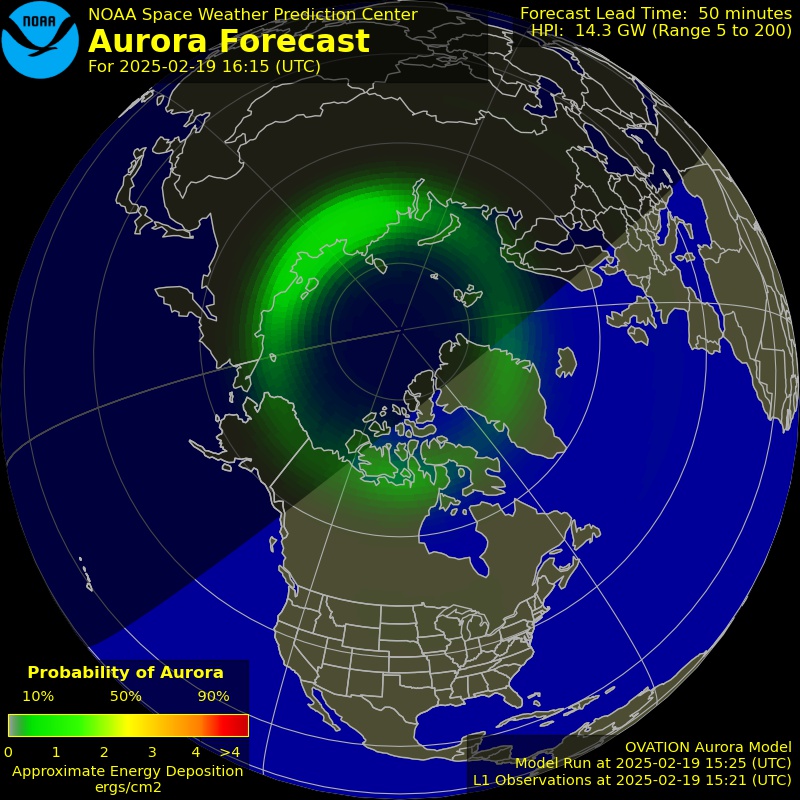 NOAA
NOAA Space Weather Prediction Center
Aurora Forecast
For 2025-02-19 16:15 (UTC)
Forecast Lead Time: 50 minutes
HPI: 14.3 GW (Range 5 to 200)
Probability of Aurora
10% 50% 90%
0 1 2 3 4 >4
Approximate Energy Deposition
ergs/cm2
OVATION Aurora Model
Model Run at 2025-02-19 15:25 (UTC)
L1 Observations at 2025-02-19 15:21 (UTC)